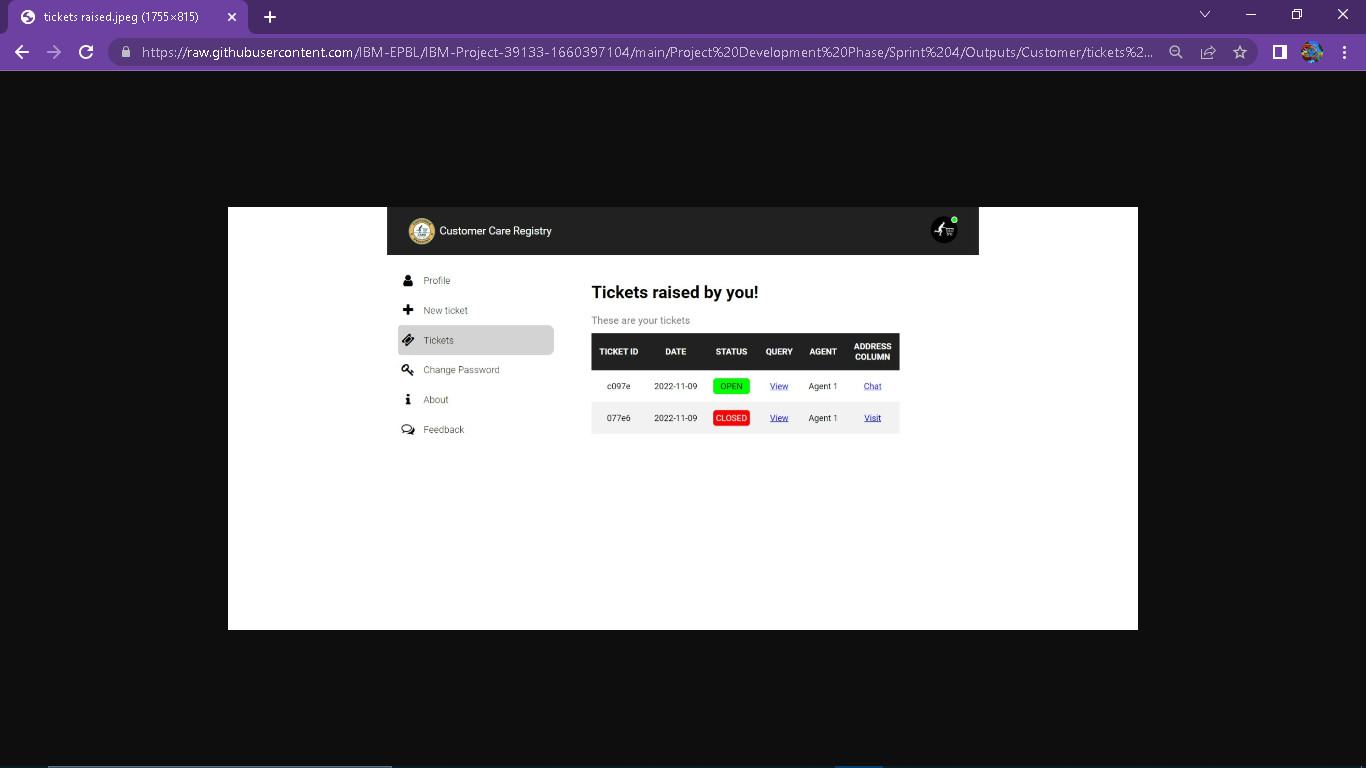 tickets raised.jpeg (1755×815)
https://raw.githubusercontent.com/IBM-EPBL/IBM-Project-39133-1660397104/main/Project%20Development%20Phase/Sprint%204/Outputs/Customer/tickets%2...
Customer Care Registry
Profile
New ticket
Tickets
Change Password
About
Feedback
Tickets raised by you!
These are your tickets
TICKET ID DATE STATUS QUERY AGENT ADDRESS COLUMN
c097e 2022-11-09 OPEN View Agent 1 Chat
077e6 2022-11-09 CLOSED View Agent 1 Visit